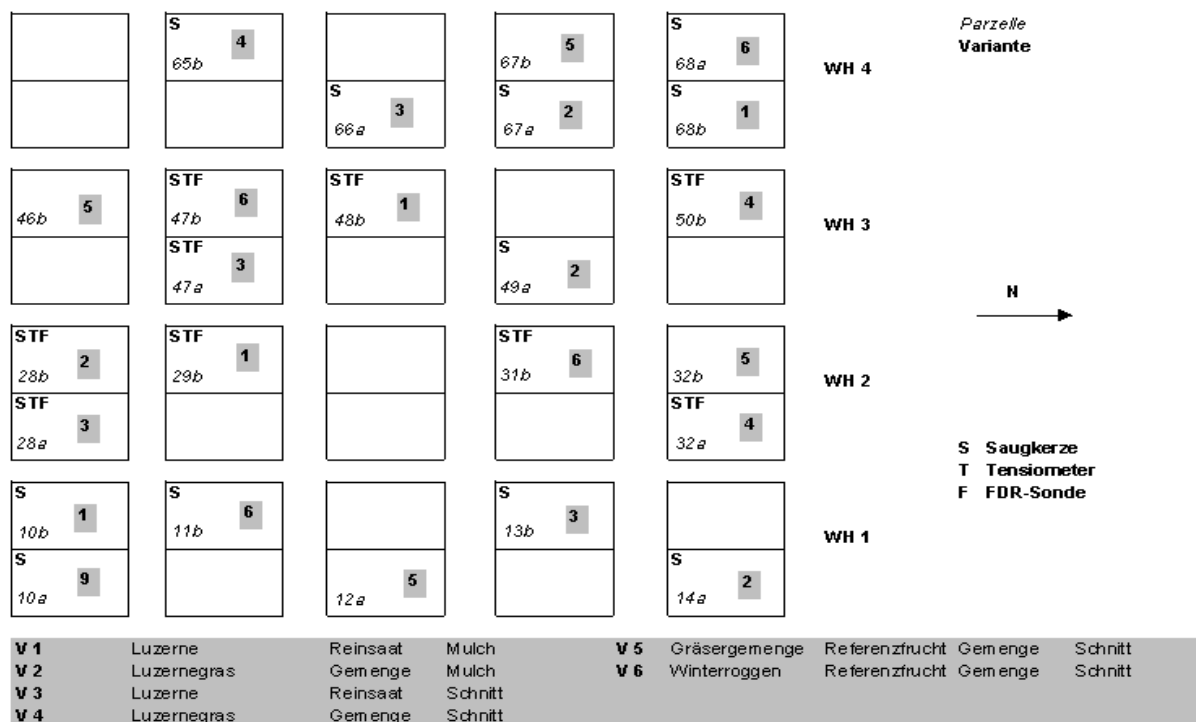 S 4 65b
5 67b
S 6 68a
WH 4
Parzelle
Variante
S 3 66a
S 2 67a
S 1 68b
5 46b
STF 6 47b
STF 1 48b
STF 4 50b
WH 3
STF 3 47a
S 2 49a
N
STF 2 28b
STF 1 29b
STF 6 31b
5 32b
WH 2
STF 3 28a
STF 4 32a
S Saugkerze
T Tensiometer
F FDR-Sonde
S 1 10b
S 6 11b
S 3 13b
WH 1
S 9 10a
5 12a
S 2 14a
V 1 Luzerne Reinsaat Mulch V 5 Gräsergemenge Referenzfrucht Gemenge Schnitt
V 2 Luzernegras Gemenge Mulch V 6 Winterroggen Referenzfrucht Gemenge Schnitt
V 3 Luzerne Reinsaat Schnitt
V 4 Luzernegras Gemenge Schnitt